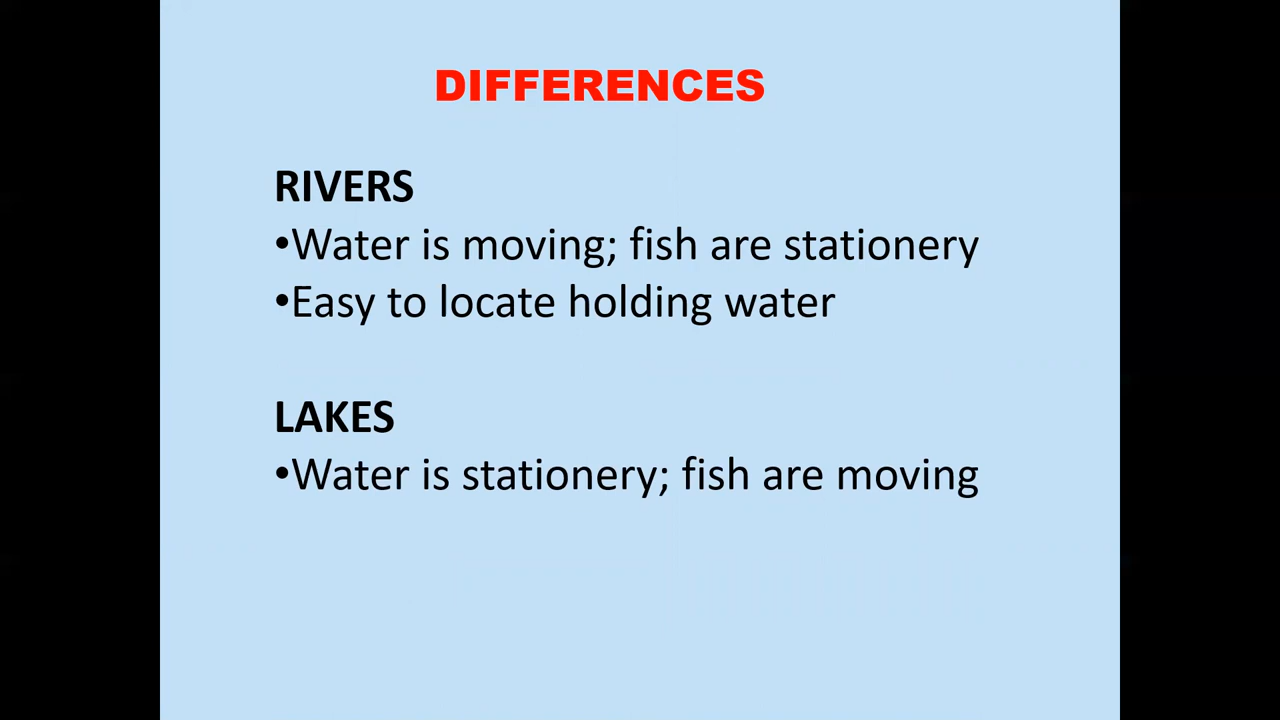 DIFFERENCES
RIVERS
•Water is moving; fish are stationery
•Easy to locate holding water
LAKES
•Water is stationery; fish are moving